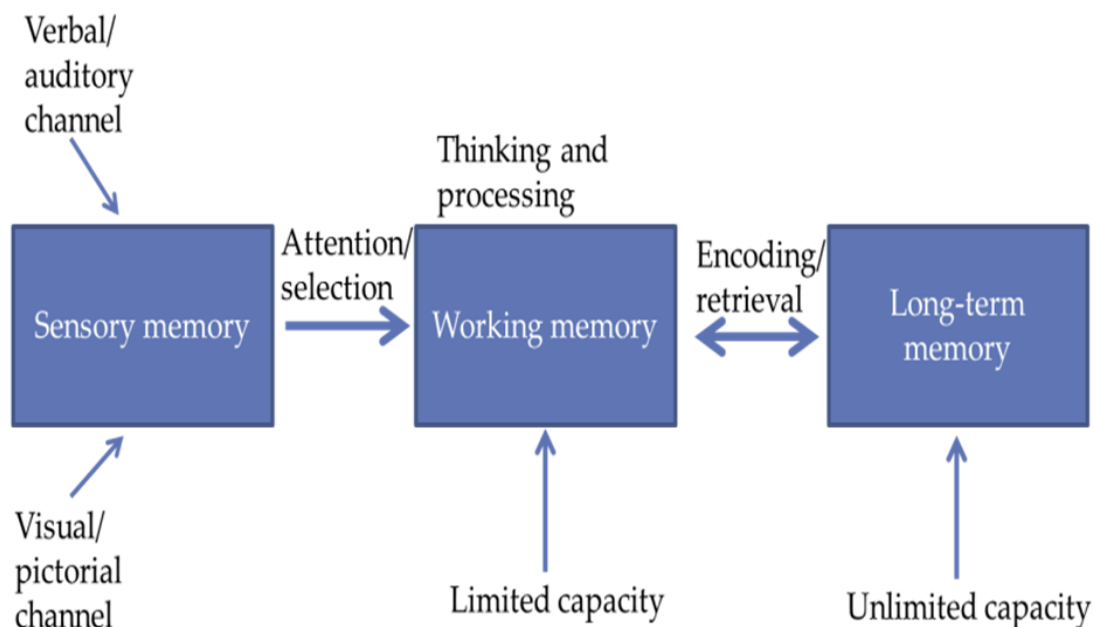 Verbal/
auditory
channel
Thinking and
processing
Sensory memory
Attention/
selection
Working memory
Encoding/
retrieval
Long-term
memory
Visual/
pictorial
channel
Limited capacity
Unlimited capacity